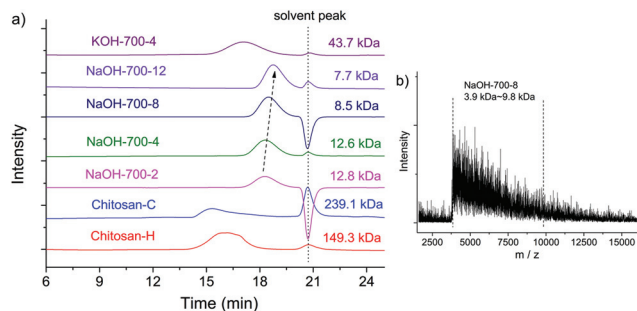 a)
solvent peak
KOH-700-4 43.7 kDa
NaOH-700-12 7.7 kDa
NaOH-700-8 8.5 kDa
NaOH-700-4 12.6 kDa
NaOH-700-2 12.8 kDa
Chitosan-C 239.1 kDa
Chitosan-H 149.3 kDa
Intensity
6 9 12 15 18 21 24
Time (min)
b)
NaOH-700-8
3.9 kDa~9.8 kDa
Intensity
2500 5000 7500 10000 12500 15000
m / z